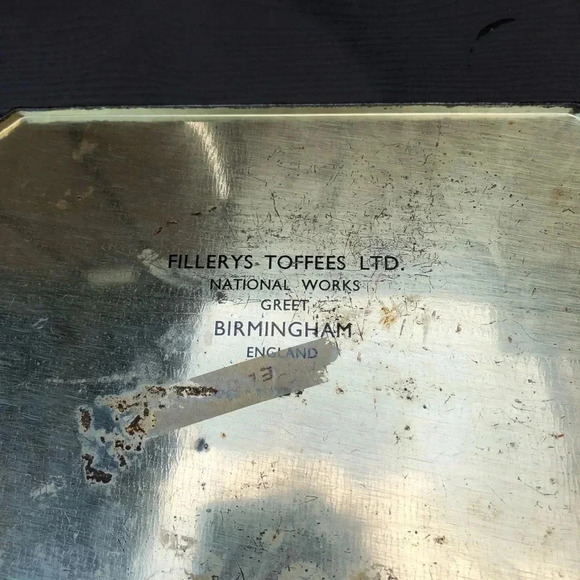 FILLERYS TOFFEES LTD.
NATIONAL WORKS
GREET
BIRMINGHAM
ENGLAND